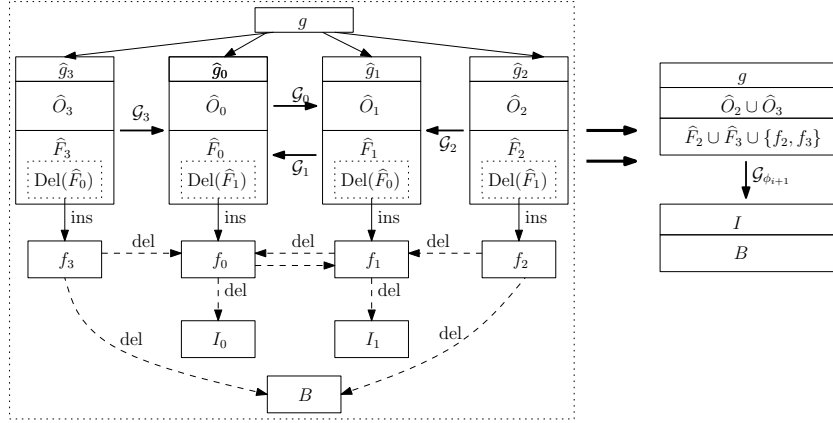 g
ĝ₃ ĝ₀ ĝ₁ ĝ₂
Ô₃ Ô₀ Ô₁ Ô₂
𝒢₃ 𝒢₀ 𝒢₁ 𝒢₂
F̂₃ F̂₀ F̂₁ F̂₂
Del(F̂₀) Del(F̂₁) Del(F̂₀) Del(F̂₁)
ins ins ins ins
f₃ del f₀ del f₁ del f₂
del del
I₀ I₁
del del
B
g
Ô₂ ∪ Ô₃
F̂₂ ∪ F̂₃ ∪ {f₂, f₃}
𝒢_{ϕ_{i+1}}
I
B